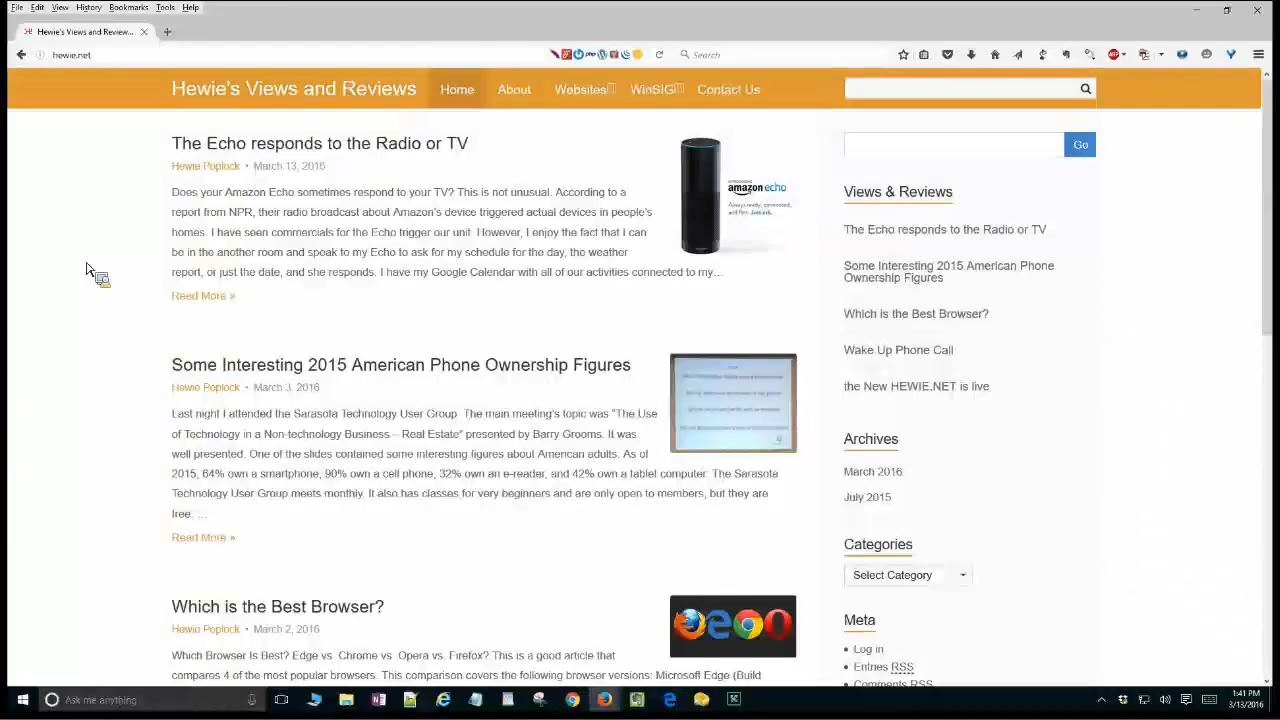 File Edit View History Bookmarks Tools Help
Hewie's Views and Review...
hewie.net
Search
Hewie's Views and Reviews
Home
About
Websites
WinSIG
Contact Us
The Echo responds to the Radio or TV
Hewie Poplock • March 13, 2016
Does your Amazon Echo sometimes respond to your TV? This is not unusual. According to a
report from NPR, their radio broadcast about Amazon's device triggered actual devices in people's
homes. I have seen commercials for the Echo trigger our unit. However, I enjoy the fact that I can
be in the another room and speak to my Echo to ask for my schedule for the day, the weather
report, or just the date, and she responds. I have my Google Calendar with all of our activities connected to my...
Read More »
amazon echo
Some Interesting 2015 American Phone Ownership Figures
Hewie Poplock • March 3, 2016
Last night I attended the Sarasota Technology User Group. The main meeting's topic was "The Use
of Technology in a Non-technology Business – Real Estate" presented by Barry Grooms. It was
well presented. One of the slides contained some interesting figures about American adults. As of
2015, 64% own a smartphone, 90% own a cell phone, 32% own an e-reader, and 42% own a tablet computer. The Sarasota
Technology User Group meets monthly. It also has classes for very beginners and are only open to members, but they are
free. ...
Read More »
Which is the Best Browser?
Hewie Poplock • March 2, 2016
Which Browser Is Best? Edge vs. Chrome vs. Opera vs. Firefox? This is a good article that
compares 4 of the most popular browsers. This comparison covers the following browser versions: Microsoft Edge (Build
Go
Views & Reviews
The Echo responds to the Radio or TV
Some Interesting 2015 American Phone
Ownership Figures
Which is the Best Browser?
Wake Up Phone Call
the New HEWIE.NET is live
Archives
March 2016
July 2015
Categories
Select Category
Meta
Log in
Entries RSS
Comments RSS
Ask me anything
1:41 PM
3/13/2016